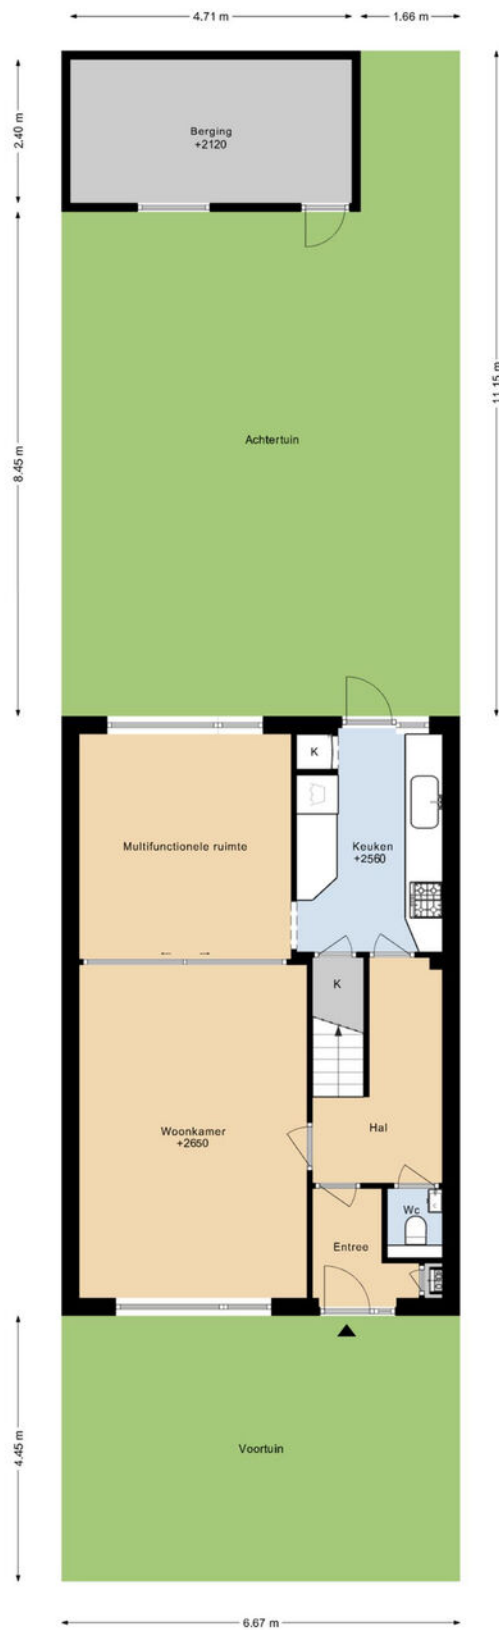 4.71 m
1.66 m
2.40 m
Berging
+2120
11.15 m
8.45 m
Achtertuin
K
Multifunctionele ruimte
Keuken
+2560
K
Woonkamer
+2650
Hal
Wc
Entree
4.45 m
Voortuin
6.67 m